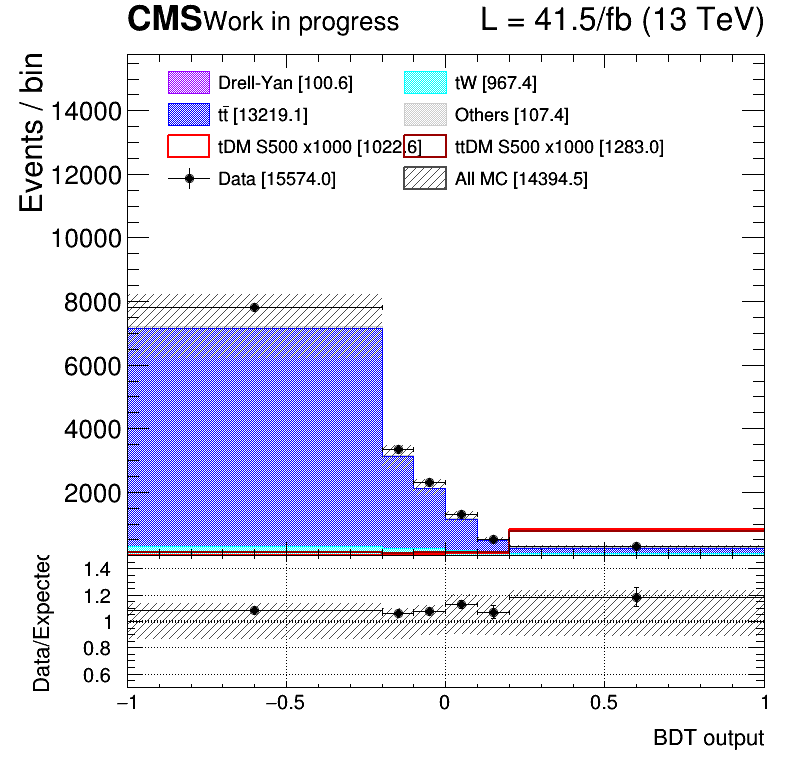 CMS Work in progress L = 41.5/fb (13 TeV)
Events / bin
Drell-Yan [100.6] tW [967.4]
tt̄ [13219.1] Others [107.4]
tDM S500 x1000 [1022.6] ttDM S500 x1000 [1283.0]
Data [15574.0] All MC [14394.5]
14000
12000
10000
8000
6000
4000
2000
Data/Expected
1.4
1.2
1
0.8
0.6
−1 −0.5 0 0.5 1
BDT output